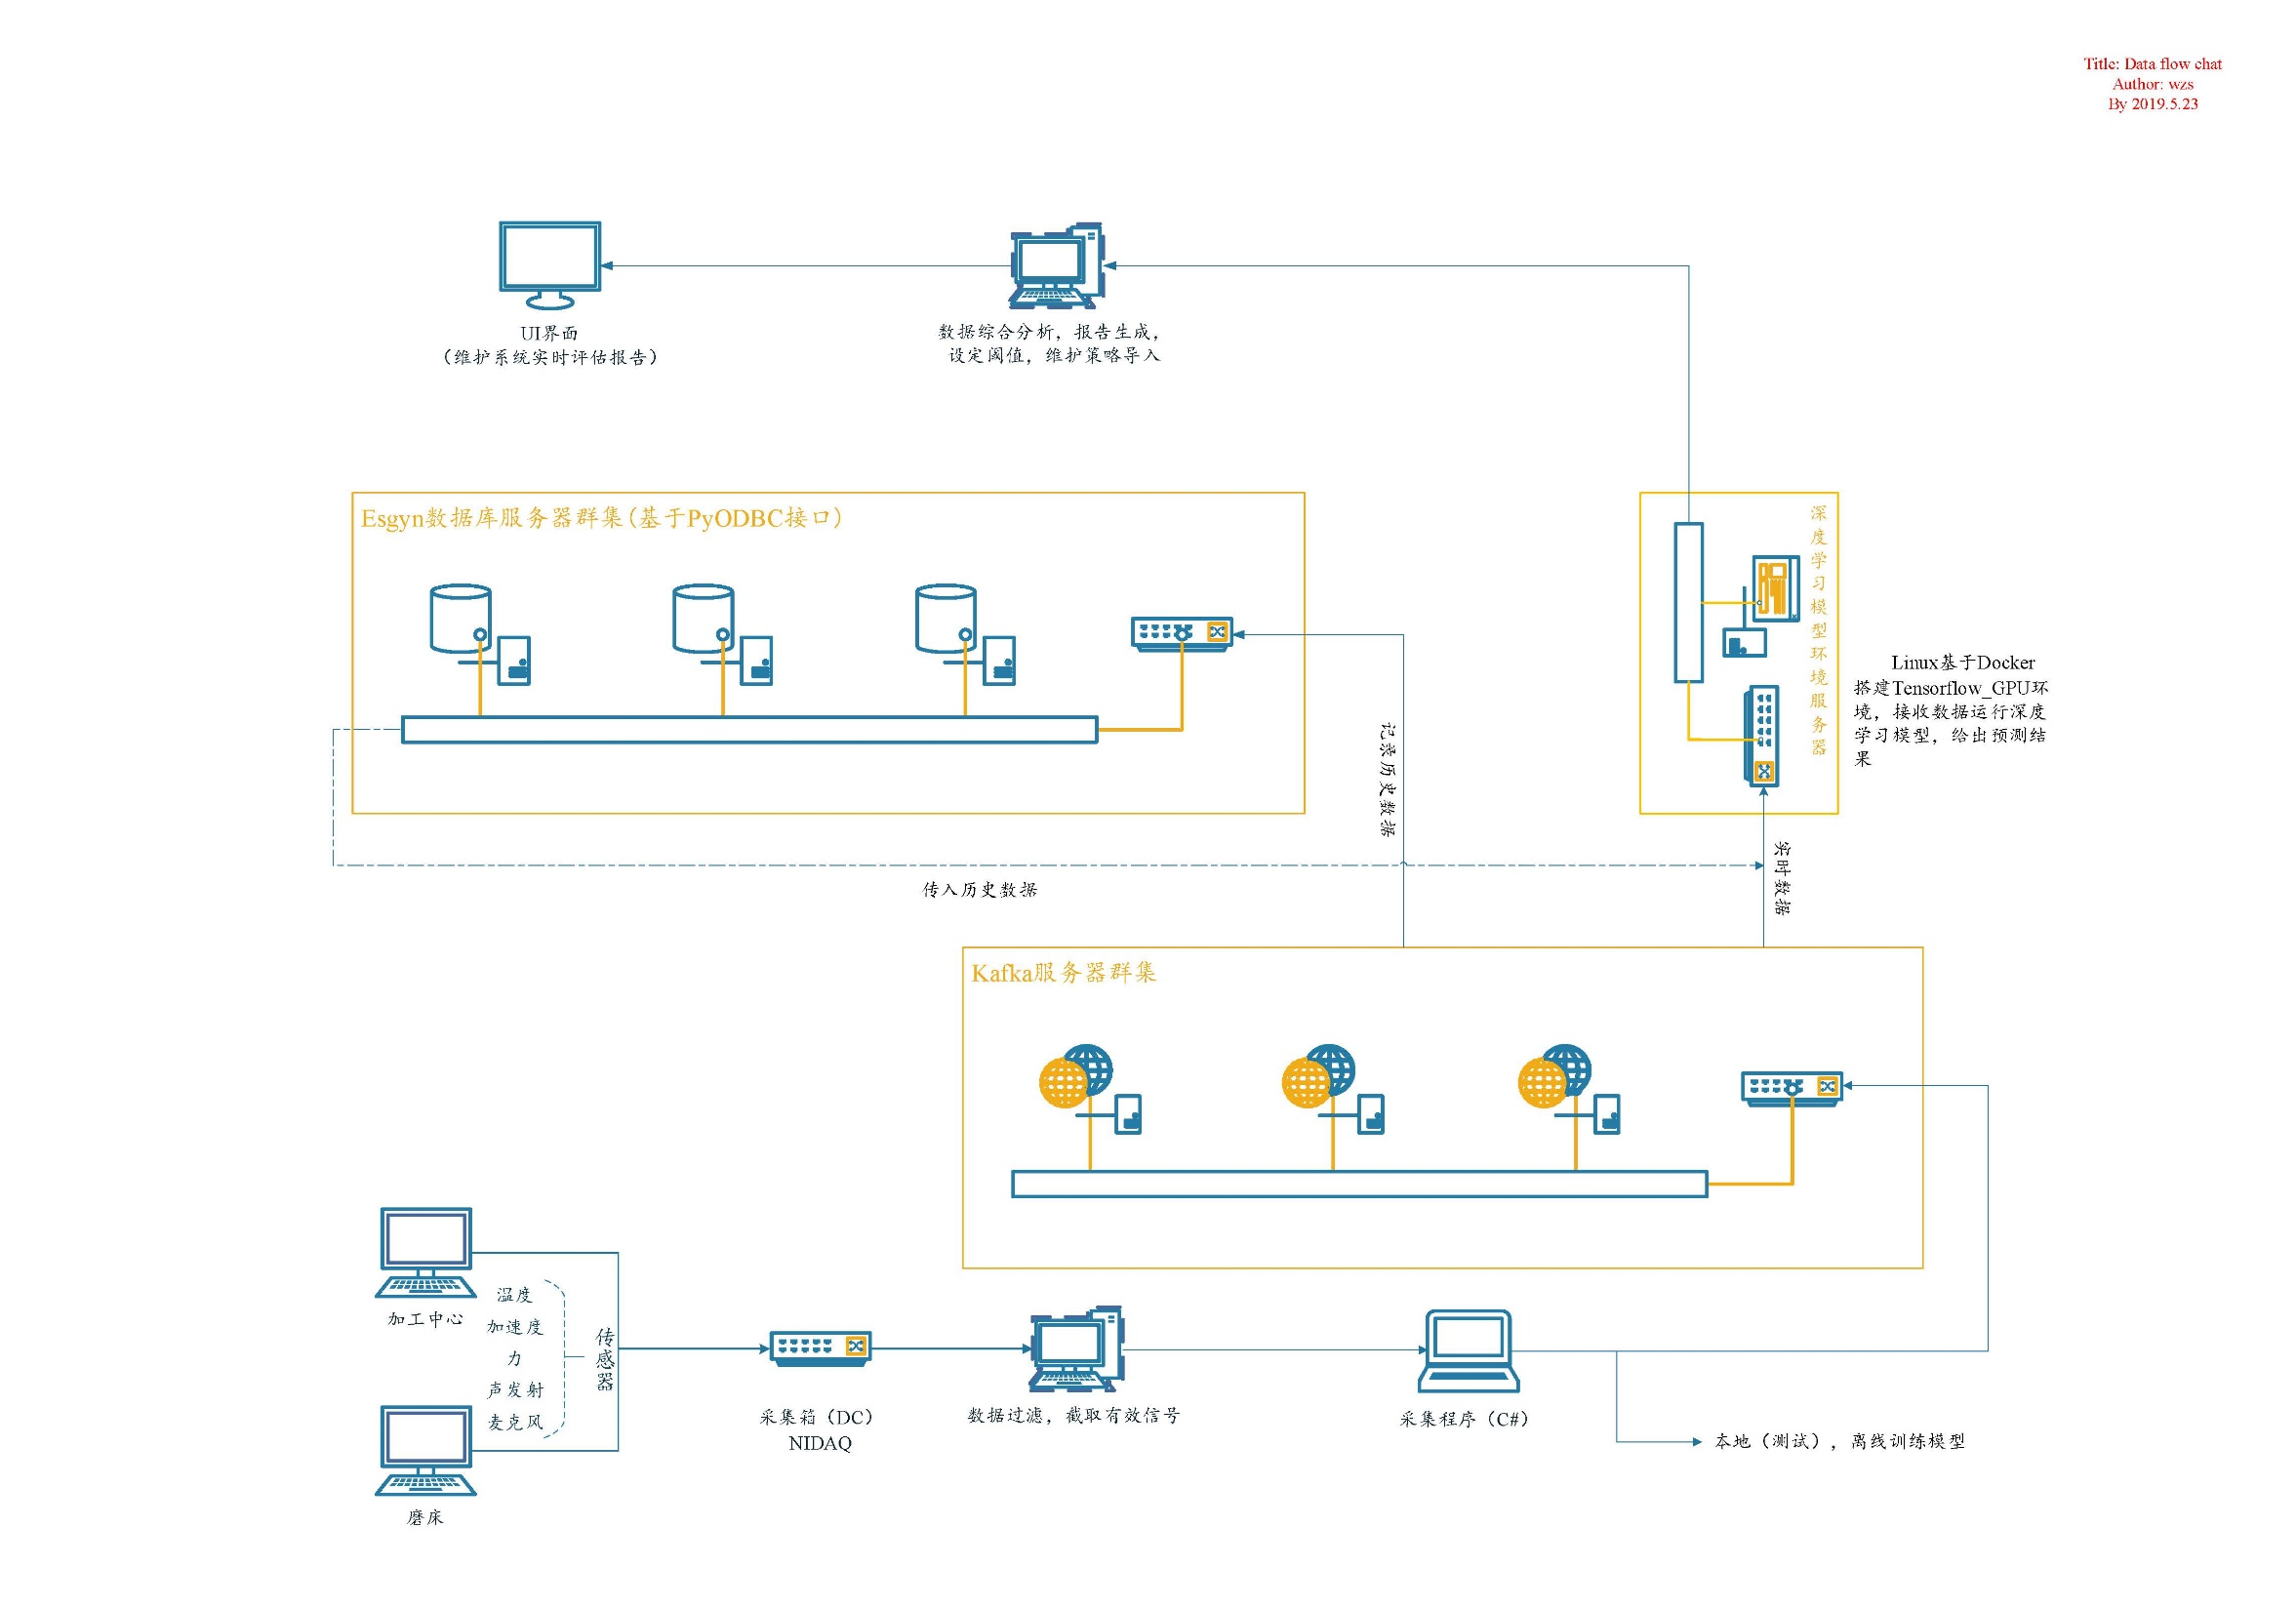 Title: Data flow chat
Author: wzs
By 2019.5.23
UI界面
（维护系统实时评估报告）
数据综合分析，报告生成，
设定阈值，维护策略导入
Esgyn数据库服务器群集(基于PyODBC接口)
深度学习模型环境服务器
Linux基于Docker
搭建Tensorflow_GPU环
境，接收数据运行深度
学习模型，给出预测结
果
记录历史数据
实时数据
传入历史数据
Kafka服务器群集
加工中心
温度
加速度
力
声发射
麦克风
传感器
磨床
采集箱（DC）
NIDAQ
数据过滤，截取有效信号
采集程序（C#）
本地（测试），离线训练模型